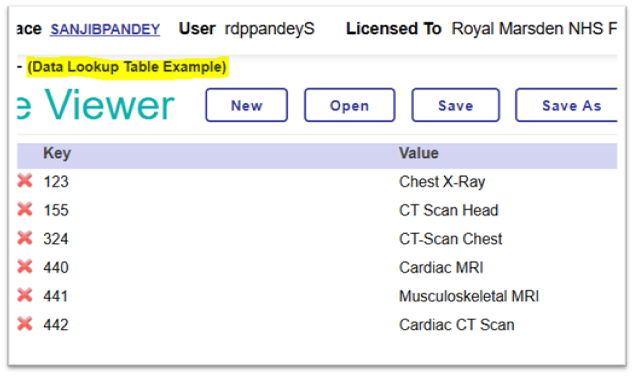 ace SANJIBPANDEY User rdppandeyS Licensed To Royal Marsden NHS F
- (Data Lookup Table Example)
e Viewer New Open Save Save As
Key Value
123 Chest X-Ray
155 CT Scan Head
324 CT-Scan Chest
440 Cardiac MRI
441 Musculoskeletal MRI
442 Cardiac CT Scan